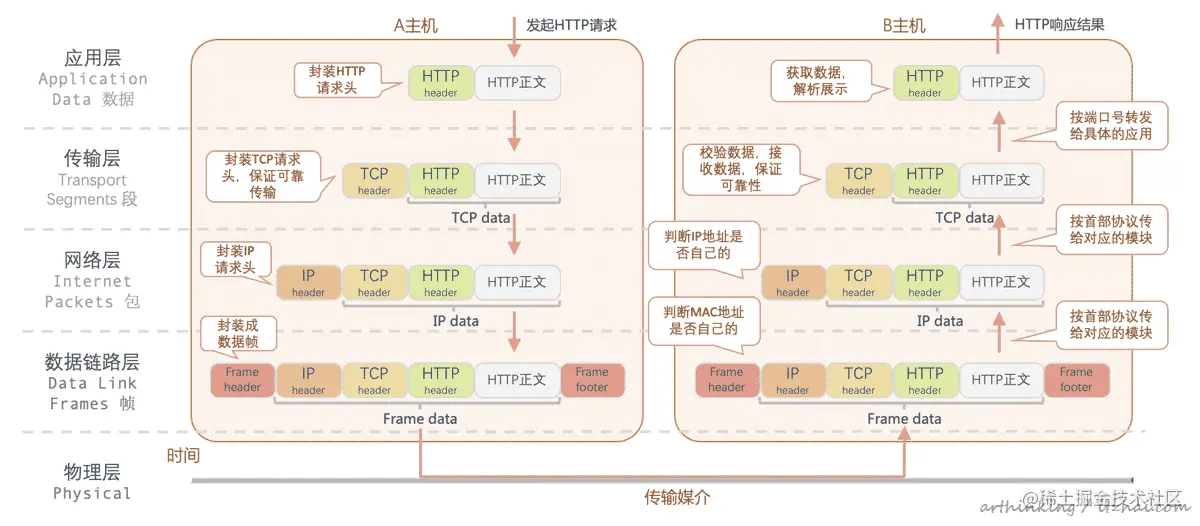 A主机
发起HTTP请求
B主机
HTTP响应结果
应用层
Application
Data 数据
封装HTTP
请求头
HTTP
header
HTTP正文
获取数据，
解析展示
HTTP
header
HTTP正文
按端口号转发
给具体的应用
传输层
Transport
Segments 段
封装TCP请求
头，保证可靠
传输
TCP
header
HTTP
header
HTTP正文
TCP data
校验数据，接
收数据，保证
可靠性
TCP
header
HTTP
header
HTTP正文
TCP data
按首部协议传
给对应的模块
网络层
Internet
Packets 包
封装IP
请求头
IP
header
TCP
header
HTTP
header
HTTP正文
IP data
判断IP地址是
否自己的
IP
header
TCP
header
HTTP
header
HTTP正文
IP data
按首部协议传
给对应的模块
数据链路层
Data Link
Frames 帧
封装成
数据帧
Frame
header
IP
header
TCP
header
HTTP
header
HTTP正文
Frame
footer
Frame data
判断MAC地址
是否自己的
Frame
header
IP
header
TCP
header
HTTP
header
HTTP正文
Frame
footer
Frame data
时间
物理层
Physical
传输媒介
@稀土掘金技术社区
arthinking / itzhai.com